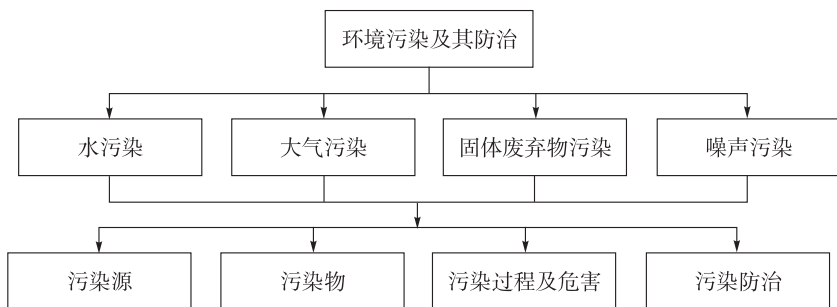 环境污染及其防治
水污染
大气污染
固体废弃物污染
噪声污染
污染源
污染物
污染过程及危害
污染防治